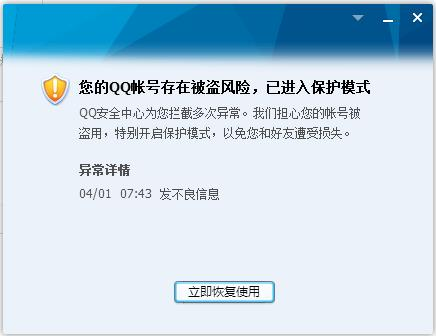 您的QQ帐号存在被盗风险，已进入保护模式
QQ安全中心为您拦截多次异常。我们担心您的帐号被
盗用，特别开启保护模式，以免您和好友遭受损失。
异常详情
04/01 07:43 发不良信息
立即恢复使用